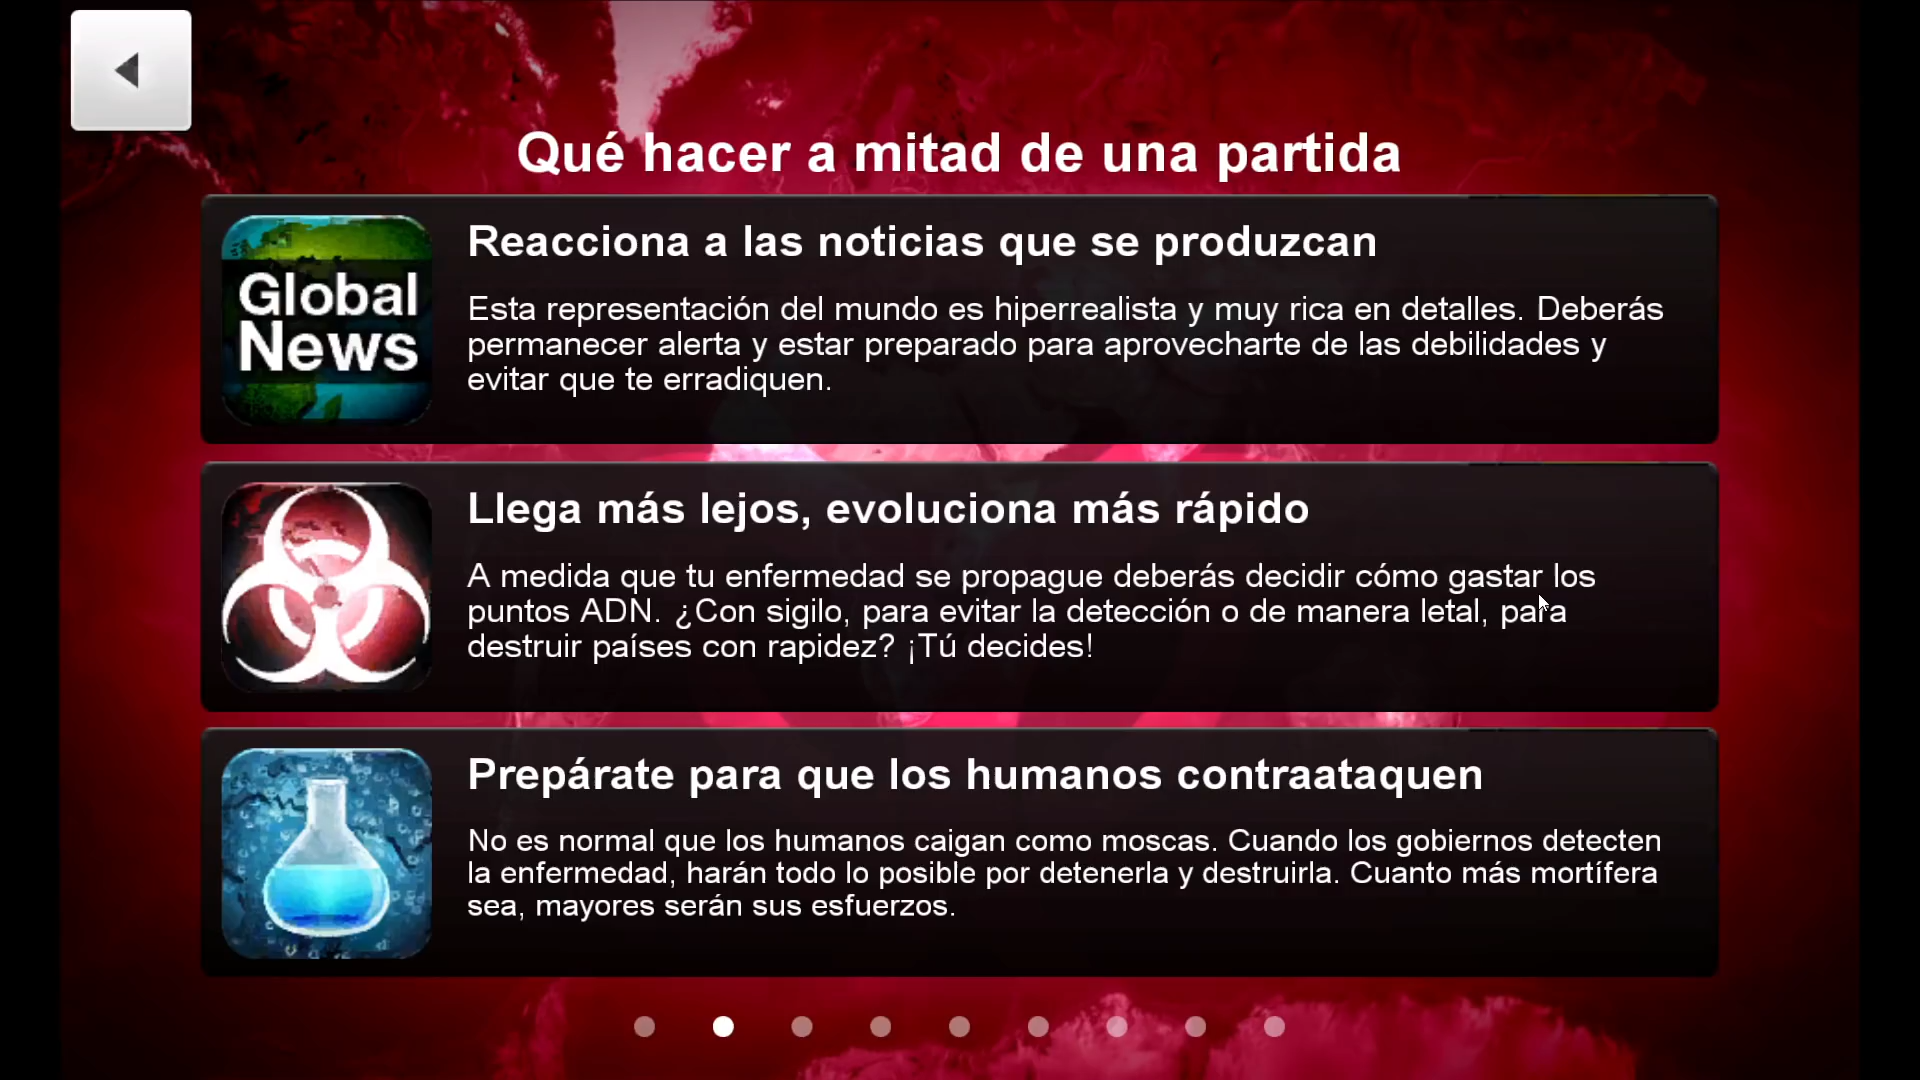 Qué hacer a mitad de una partida
Global
News
Reacciona a las noticias que se produzcan
Esta representación del mundo es hiperrealista y muy rica en detalles. Deberás
permanecer alerta y estar preparado para aprovecharte de las debilidades y
evitar que te erradiquen.
Llega más lejos, evoluciona más rápido
A medida que tu enfermedad se propague deberás decidir cómo gastar los
puntos ADN. ¿Con sigilo, para evitar la detección o de manera letal, para
destruir países con rapidez? ¡Tú decides!
Prepárate para que los humanos contraataquen
No es normal que los humanos caigan como moscas. Cuando los gobiernos detecten
la enfermedad, harán todo lo posible por detenerla y destruirla. Cuanto más mortífera
sea, mayores serán sus esfuerzos.